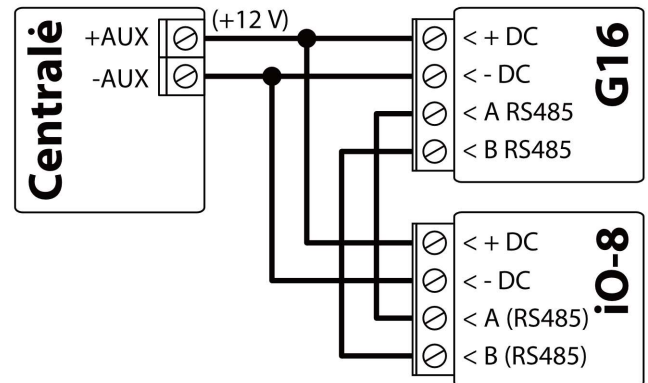 Centralė
+AUX
-AUX
(+12 V)
< + DC
< - DC
< A RS485
< B RS485
G16
< + DC
< - DC
< A (RS485)
< B (RS485)
iO-8